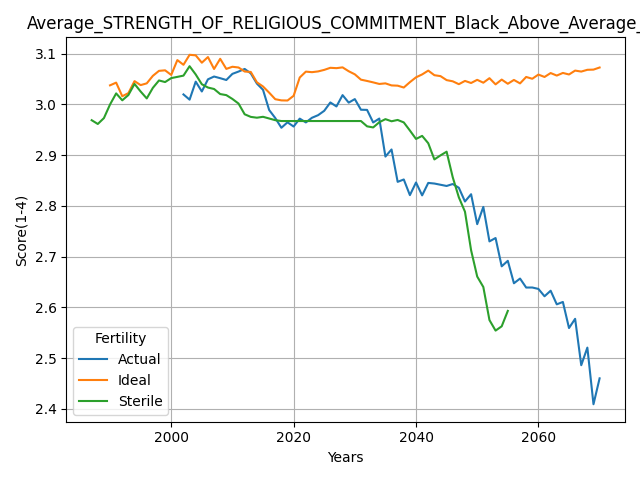 Average_STRENGTH_OF_RELIGIOUS_COMMITMENT_Black_Above_Average_
3.1
3.0
2.9
2.8
2.7
2.6
2.5
2.4
Score(1-4)
Fertility
Actual
Ideal
Sterile
2000 2020 2040 2060
Years